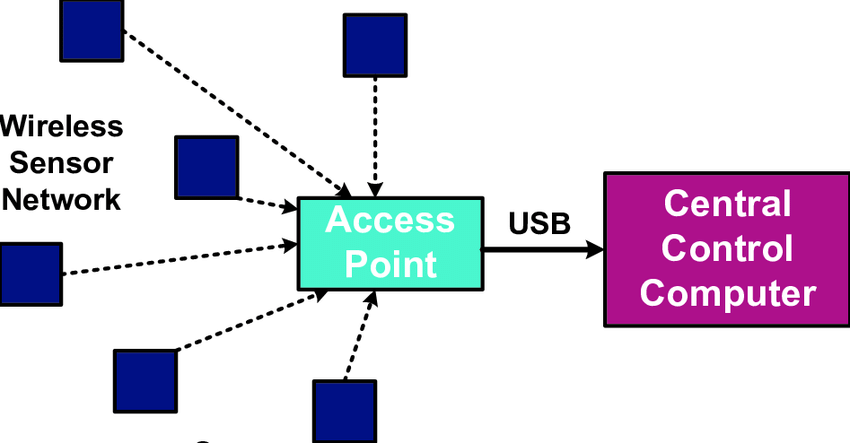 Wireless
Sensor
Network
Access
Point
USB
Central
Control
Computer